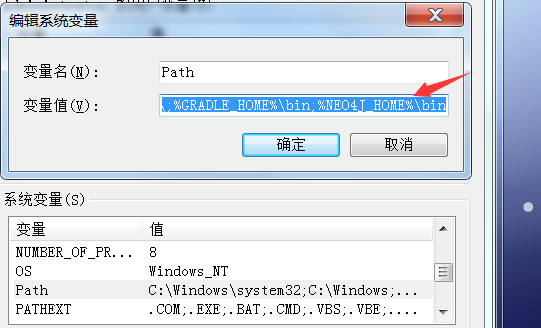 编辑系统变量
变量名(N): Path
变量值(V): \;%GRADLE_HOME%\bin;%NEO4J_HOME%\bin
确定 取消
系统变量(S)
变量 值
NUMBER_OF_PR... 8
OS Windows_NT
Path C:\Windows\system32;C:\Windows;...
PATHEXT .COM;.EXE;.BAT;.CMD;.VBS;.VBE;....